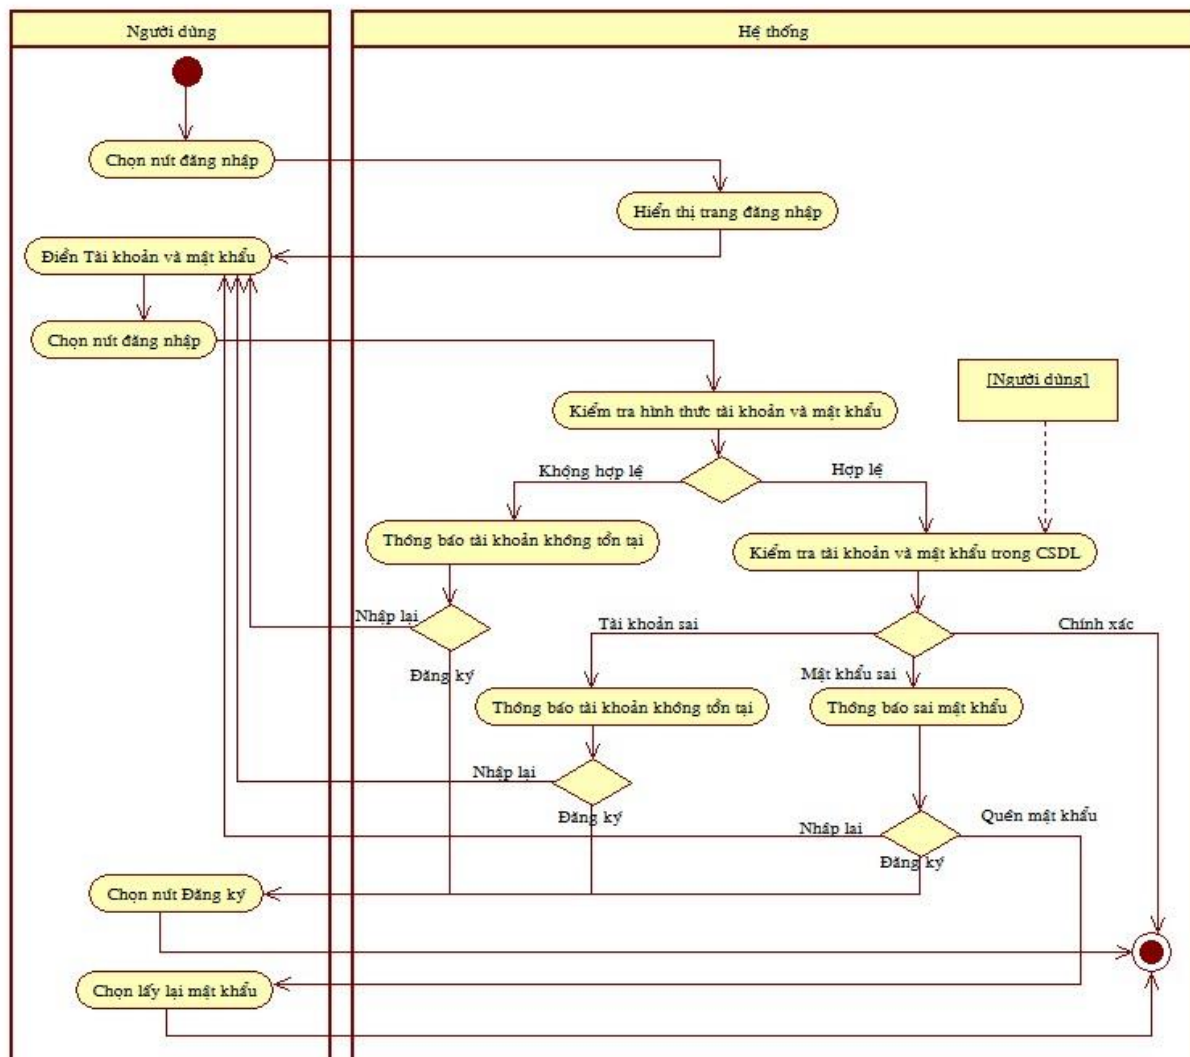 Người dùng
Hệ thống
Chọn nút đăng nhập
Hiển thị trang đăng nhập
Điền Tài khoản và mật khẩu
Chọn nút đăng nhập
[Người dùng]
Kiểm tra hình thức tài khoản và mật khẩu
Không hợp lệ
Hợp lệ
Thông báo tài khoản không tồn tại
Kiểm tra tài khoản và mật khẩu trong CSDL
Nhập lại
Tài khoản sai
Chính xác
Đăng ký
Mật khẩu sai
Thông báo tài khoản không tồn tại
Thông báo sai mật khẩu
Nhập lại
Đăng ký
Quên mật khẩu
Nhập lại
Đăng ký
Chọn nút Đăng ký
Chọn lấy lại mật khẩu